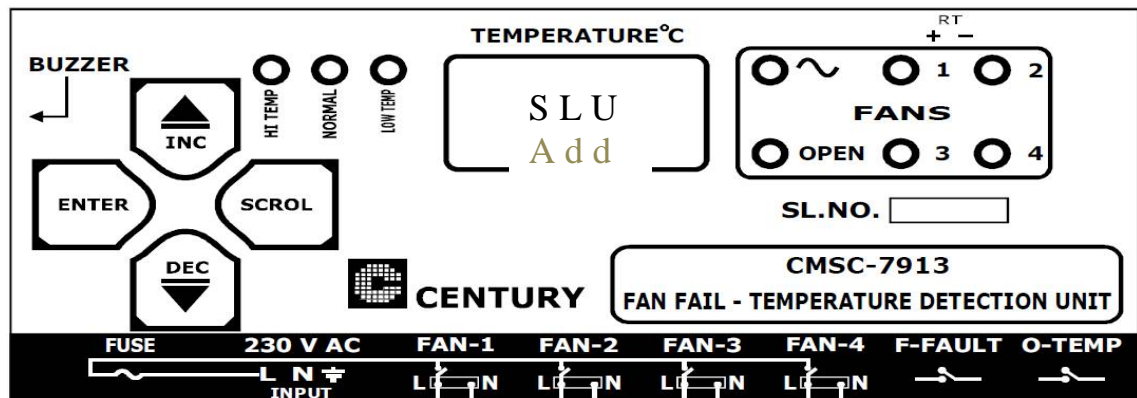 RT
TEMPERATURE°C
+ −
BUZZER
HI TEMP
NORMAL
LOW TEMP
1 2
S L U
FANS
INC
A d d
OPEN 3 4
ENTER SCROL
SL.NO.
DEC
CMSC-7913
C CENTURY
FAN FAIL - TEMPERATURE DETECTION UNIT
FUSE 230 V AC FAN-1 FAN-2 FAN-3 FAN-4 F-FAULT O-TEMP
L N L N L N L N L N
INPUT